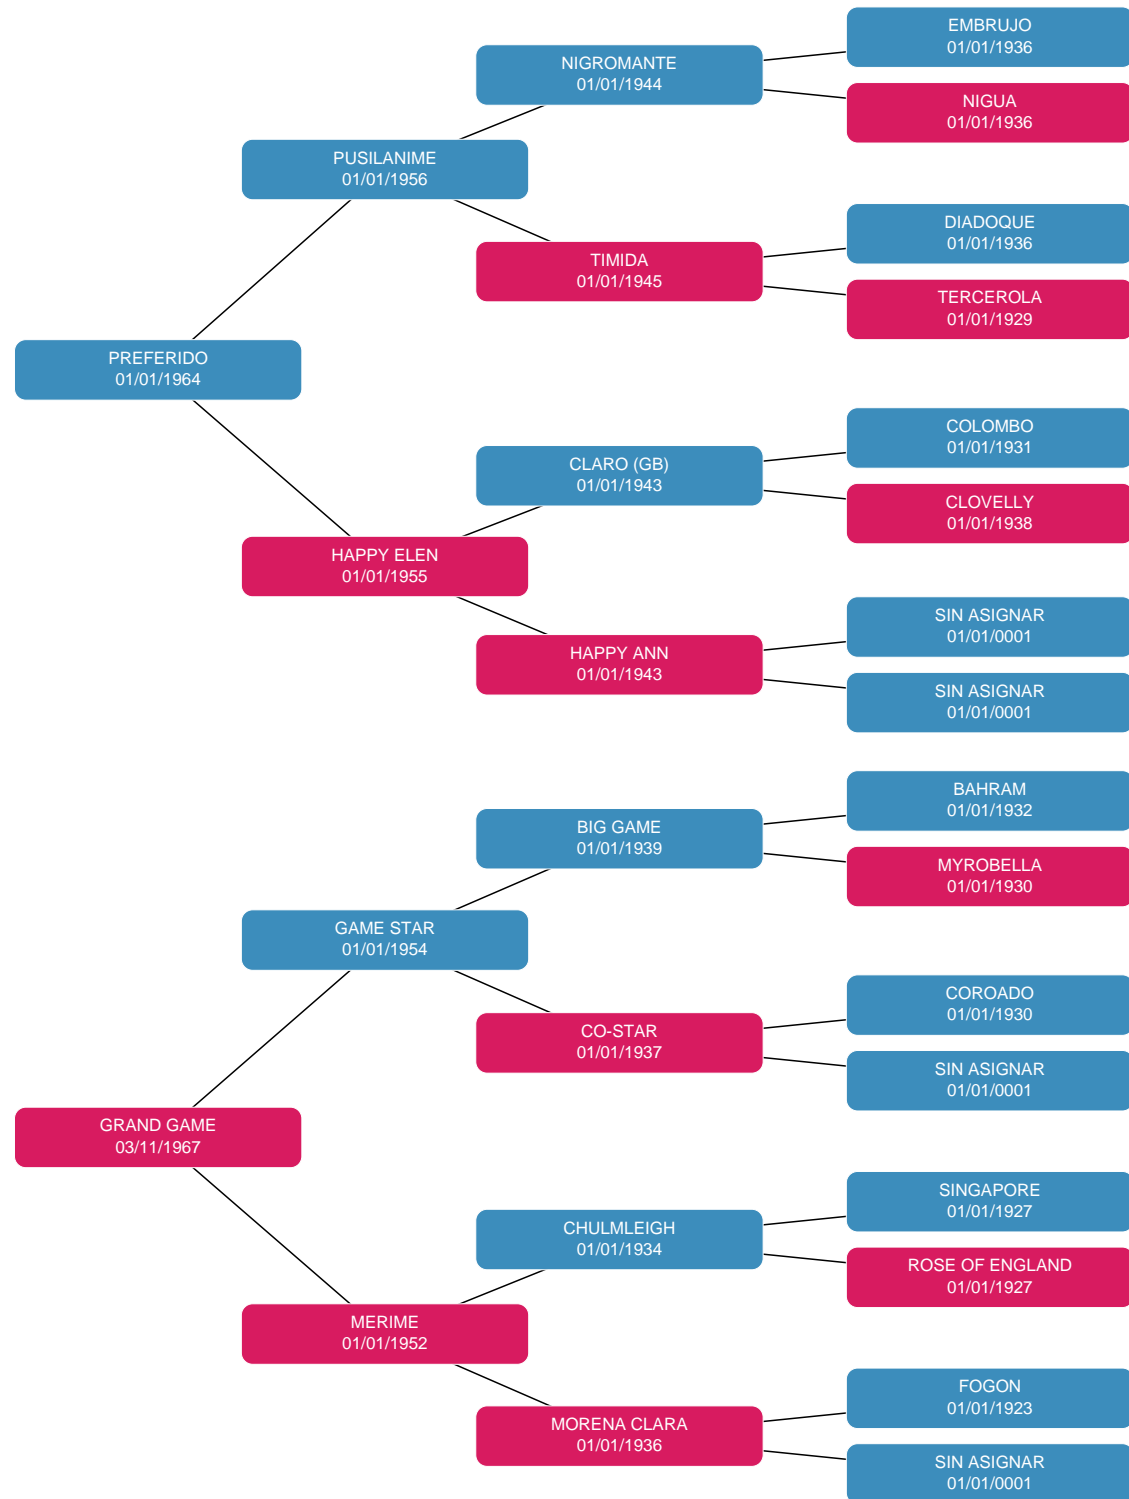 EMBRUJO
01/01/1936
NIGROMANTE
01/01/1944
NIGUA
01/01/1936
PUSILANIME
01/01/1956
DIADOQUE
01/01/1936
TIMIDA
01/01/1945
TERCEROLA
01/01/1929
PREFERIDO
01/01/1964
COLOMBO
01/01/1931
CLARO (GB)
01/01/1943
CLOVELLY
01/01/1938
HAPPY ELEN
01/01/1955
SIN ASIGNAR
01/01/0001
HAPPY ANN
01/01/1943
SIN ASIGNAR
01/01/0001
BAHRAM
01/01/1932
BIG GAME
01/01/1939
MYROBELLA
01/01/1930
GAME STAR
01/01/1954
COROADO
01/01/1930
CO-STAR
01/01/1937
SIN ASIGNAR
01/01/0001
GRAND GAME
03/11/1967
SINGAPORE
01/01/1927
CHULMLEIGH
01/01/1934
ROSE OF ENGLAND
01/01/1927
MERIME
01/01/1952
FOGON
01/01/1923
MORENA CLARA
01/01/1936
SIN ASIGNAR
01/01/0001